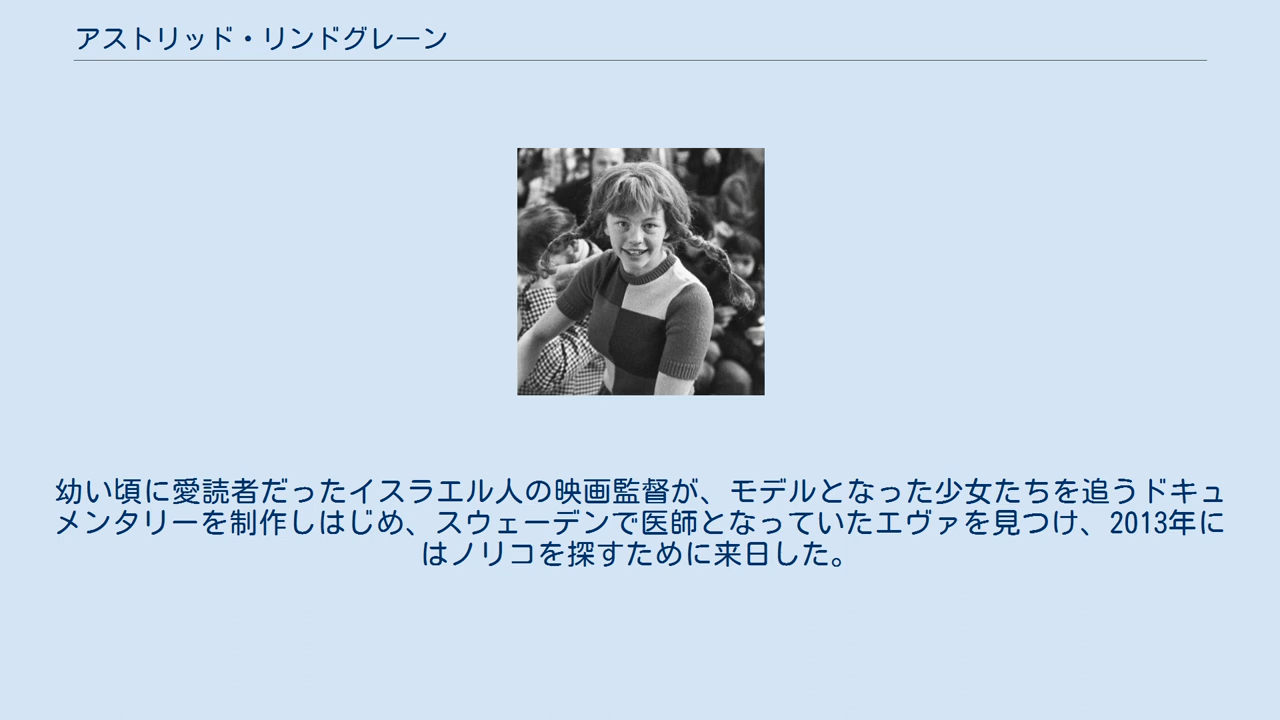 アストリッド・リンドグレーン
幼い頃に愛読者だったイスラエル人の映画監督が、モデルとなった少女たちを追うドキュ
メンタリーを制作しはじめ、スウェーデンで医師となっていたエヴァを見つけ、2013年に
はノリコを探すために来日した。